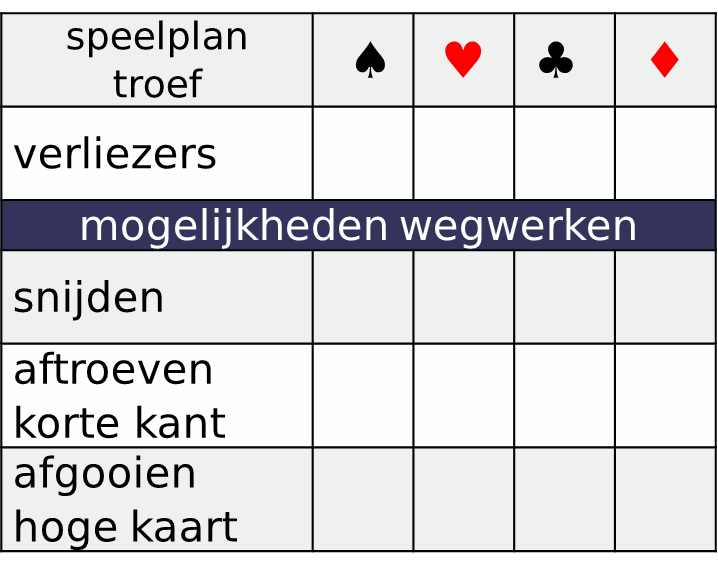 speelplan
troef ♠ ♥ ♣ ♦
verliezers
mogelijkheden wegwerken
snijden
aftroeven
korte kant
afgooien
hoge kaart